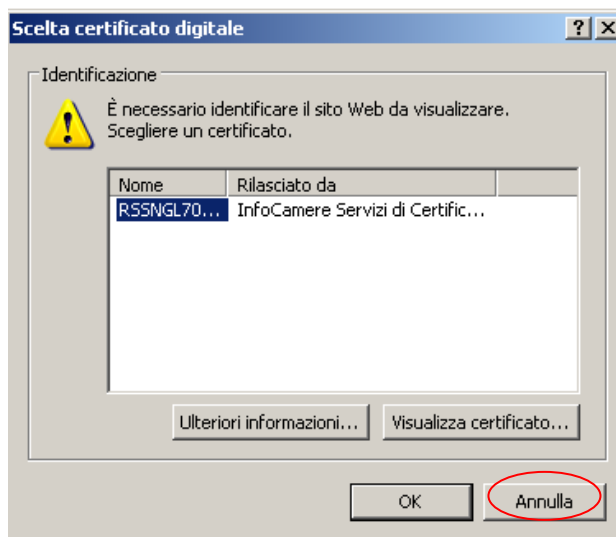 Scelta certificato digitale
Identificazione
È necessario identificare il sito Web da visualizzare.
Scegliere un certificato.
Nome Rilasciato da
RSSNGL70... InfoCamere Servizi di Certific...
Ulteriori informazioni... Visualizza certificato...
OK Annulla